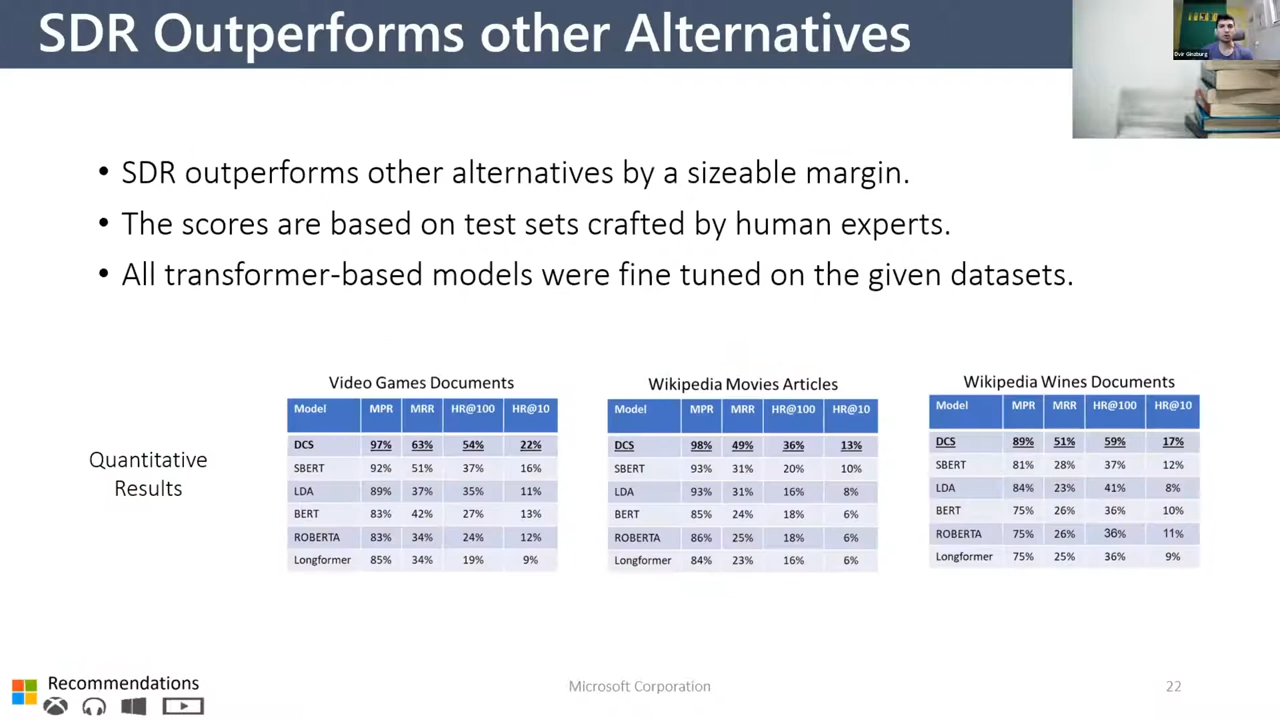 SDR Outperforms other Alternatives
Dvir Ginzburg
• SDR outperforms other alternatives by a sizeable margin.
• The scores are based on test sets crafted by human experts.
• All transformer-based models were fine tuned on the given datasets.
Quantitative
Results
Video Games Documents
Model MPR MRR HR@100 HR@10
DCS 97% 63% 54% 22%
SBERT 92% 51% 37% 16%
LDA 89% 37% 35% 11%
BERT 83% 42% 27% 13%
ROBERTA 83% 34% 24% 12%
Longformer 85% 34% 19% 9%
Wikipedia Movies Articles
Model MPR MRR HR@100 HR@10
DCS 98% 49% 36% 13%
SBERT 93% 31% 20% 10%
LDA 93% 31% 16% 8%
BERT 85% 24% 18% 6%
ROBERTA 86% 25% 18% 6%
Longformer 84% 23% 16% 6%
Wikipedia Wines Documents
Model MPR MRR HR@100 HR@10
DCS 89% 51% 59% 17%
SBERT 81% 28% 37% 12%
LDA 84% 23% 41% 8%
BERT 75% 26% 36% 10%
ROBERTA 75% 26% 36% 11%
Longformer 75% 25% 36% 9%
Recommendations
Microsoft Corporation
22